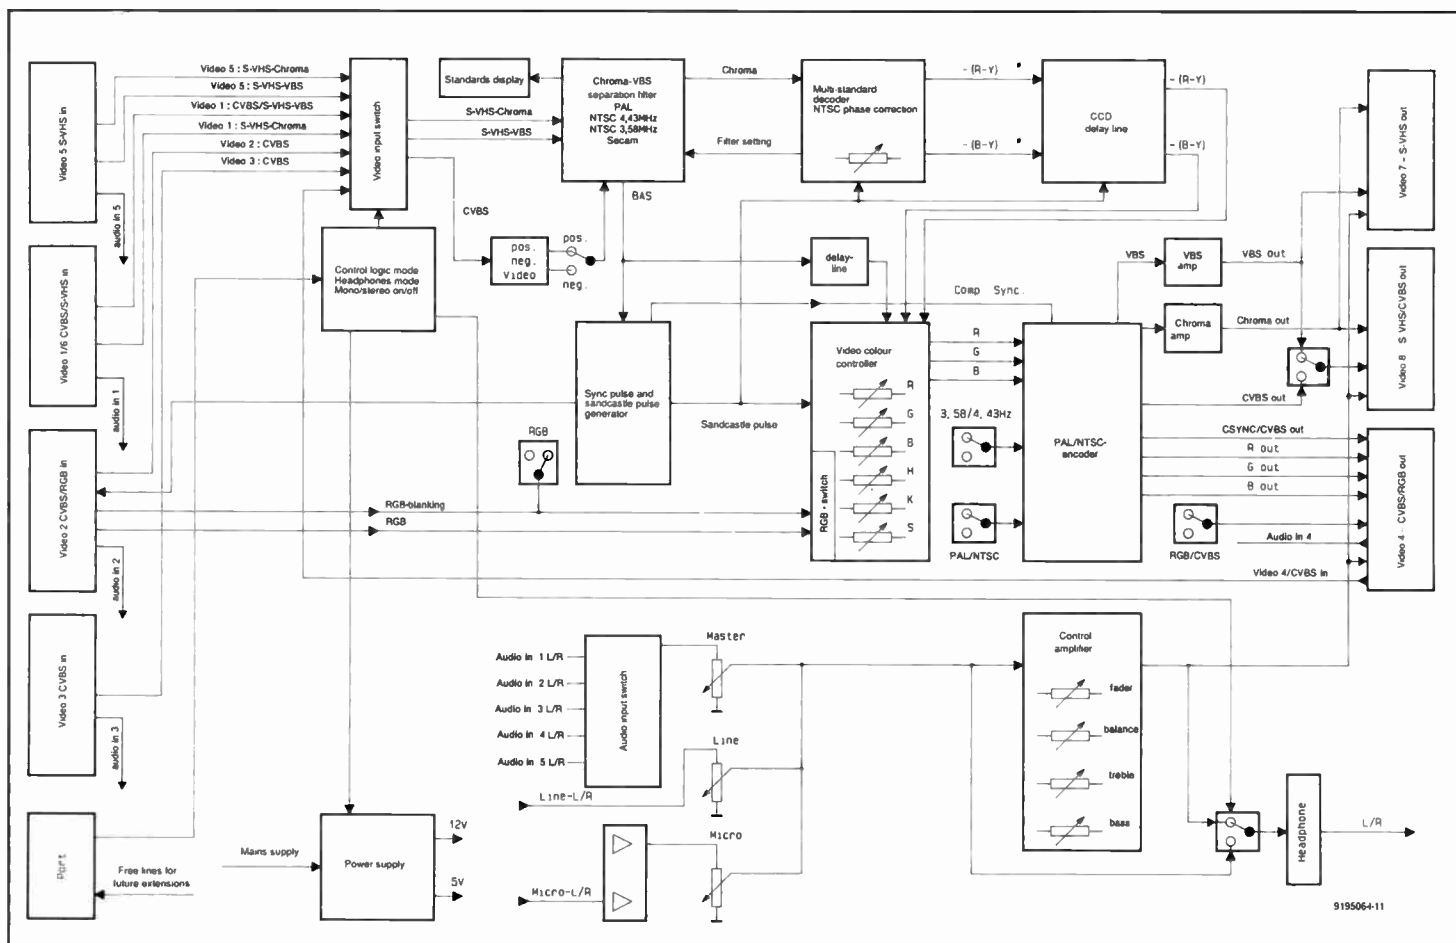 Video 5 S-VHS in
Video 5 : S-VHS-Chroma
Video 5 : S-VHS-VBS
Video 1 : CVBS/S-VHS-VBS
Video 1 : S-VHS-Chroma
Video 2 : CVBS
Video 3 : CVBS
audio in 5
Video 1/6 CVBS/S-VHS in
audio in 1
Video 2 CVBS/RGB in
audio in 2
Video 3 CVBS in
audio in 3
Port
Free lines for
future extensions
Video input switch
Control logic mode
Headphones mode
Mono/stereo on/off
Standards display
S-VHS-Chroma
S-VHS-VBS
CVBS
pos.
neg.
Video
pos.
neg.
Chroma-VBS
separation filter
PAL
NTSC 4,43MHz
NTSC 3,58MHz
Secam
BAS
Chroma
Filter setting
Multi-standard
decoder
NTSC phase correction
- (R-Y)
- (B-Y)
CCD
delay line
- (R-Y)
- (B-Y)
delay-
line
Comp Sync.
Sync pulse and
sandcastle pulse
generator
Sandcastle pulse
RGB
RGB-blanking
RGB
Video colour
controller
R
G
B
H
K
S
RGB - switch
R
G
B
3,58/4,43Hz
PAL/NTSC
PAL/NTSC-
encoder
VBS
VBS
amp
VBS out
Chroma
amp
Chroma out
CVBS out
CSYNC/CVBS out
R out
G out
B out
RGB/CVBS
Audio in 4
Video 4/CVBS in
Video 7 - S-VHS out
Video 8 S VHS/CVBS out
Video 4 - CVBS/RGB out
Mains supply
Power supply
12V
5V
Audio in 1 L/R
Audio in 2 L/R
Audio in 3 L/R
Audio in 4 L/R
Audio in 5 L/R
Audio input switch
Master
Line
Line-L/R
Micro
Micro-L/R
Control
amplifier
fader
balance
treble
bass
Headphone
L/R
9195064-11